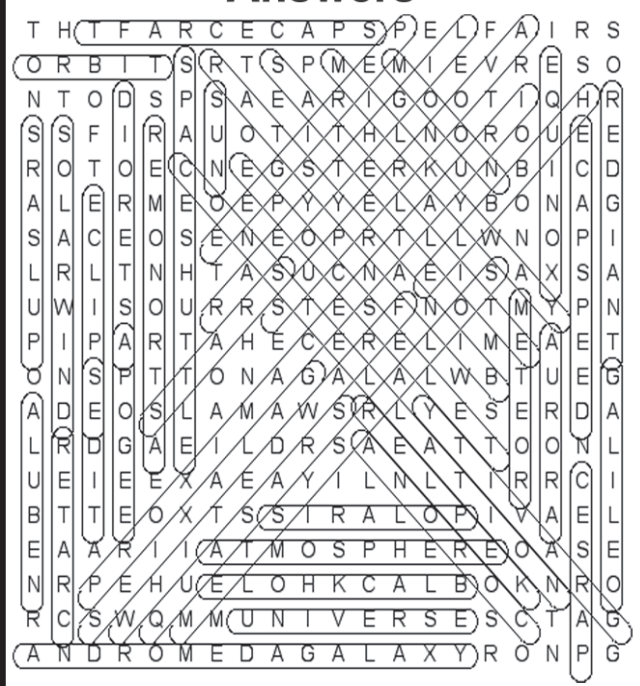 Answers
T H T F A R C E C A P S P E L F A I R S
O R B I T S R T S P M E M I E V R E S O
N T O D S P S A E A R I G O O T I Q H R
S S F I R A U O T I T H L N O R O U E E
R O T O E C N E G S T E R K U N B I C D
A L E R M E O E P Y Y E L A Y B O N A G
S A C E O S E N E O P R T L L W N O P I
L R L T N H T A S U C N A E I S A X S A
U W I S O U R R S T E S F N O T M Y P N
P I P A R T A H E C E R E L I M E A E T
O N S P T T O N A G A L A L W B T U E G
A D E O S L A M A W S R L Y E S E R D A
L R D G A E I L D R S A E A T T O O N L
U E I E E X A E A Y I L N L T I R R C I
B T T E O X T S S I R A L O P I V A E L
E A A R I I A T M O S P H E R E O A S E
N R P E H U E L O H K C A L B O K N R O
R C S W Q M M U N I V E R S E S C T A G
A N D R O M E D A G A L A X Y R O N P G